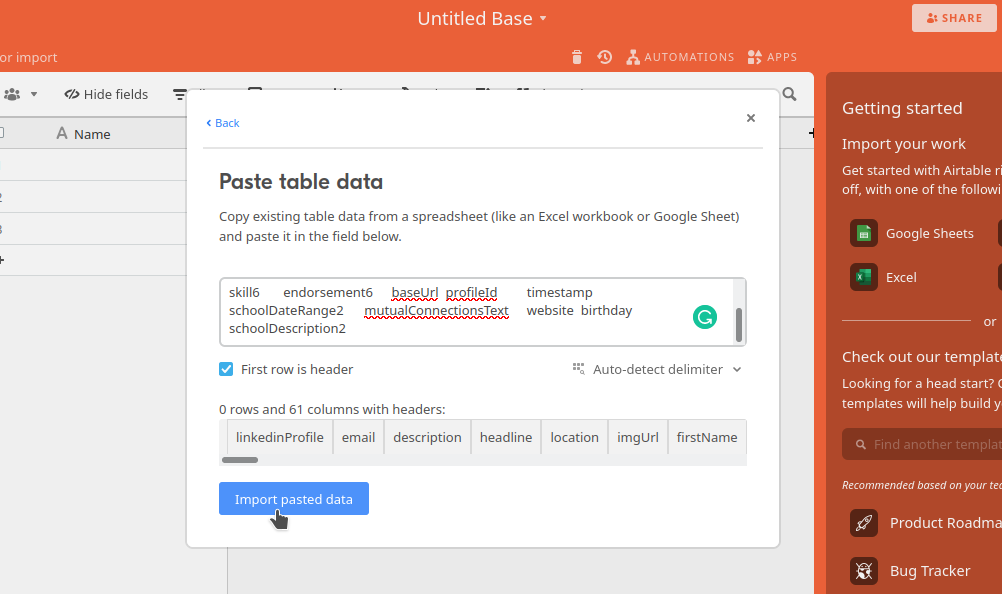 Untitled Base
SHARE
or import
AUTOMATIONS
APPS
Hide fields
A Name
2
3
Back
Paste table data
Copy existing table data from a spreadsheet (like an Excel workbook or Google Sheet)
and paste it in the field below.
skill6 endorsement6 baseUrl profileId timestamp
schoolDateRange2 mutualConnectionsText website birthday
schoolDescription2
First row is header
Auto-detect delimiter
0 rows and 61 columns with headers:
linkedinProfile email description headline location imgUrl firstName
Import pasted data
Getting started
Import your work
Get started with Airtable ri
off, with one of the followi
Google Sheets
Excel
or
Check out our template
Looking for a head start?
templates will help build y
Find another templat
Recommended based on your tea
Product Roadma
Bug Tracker